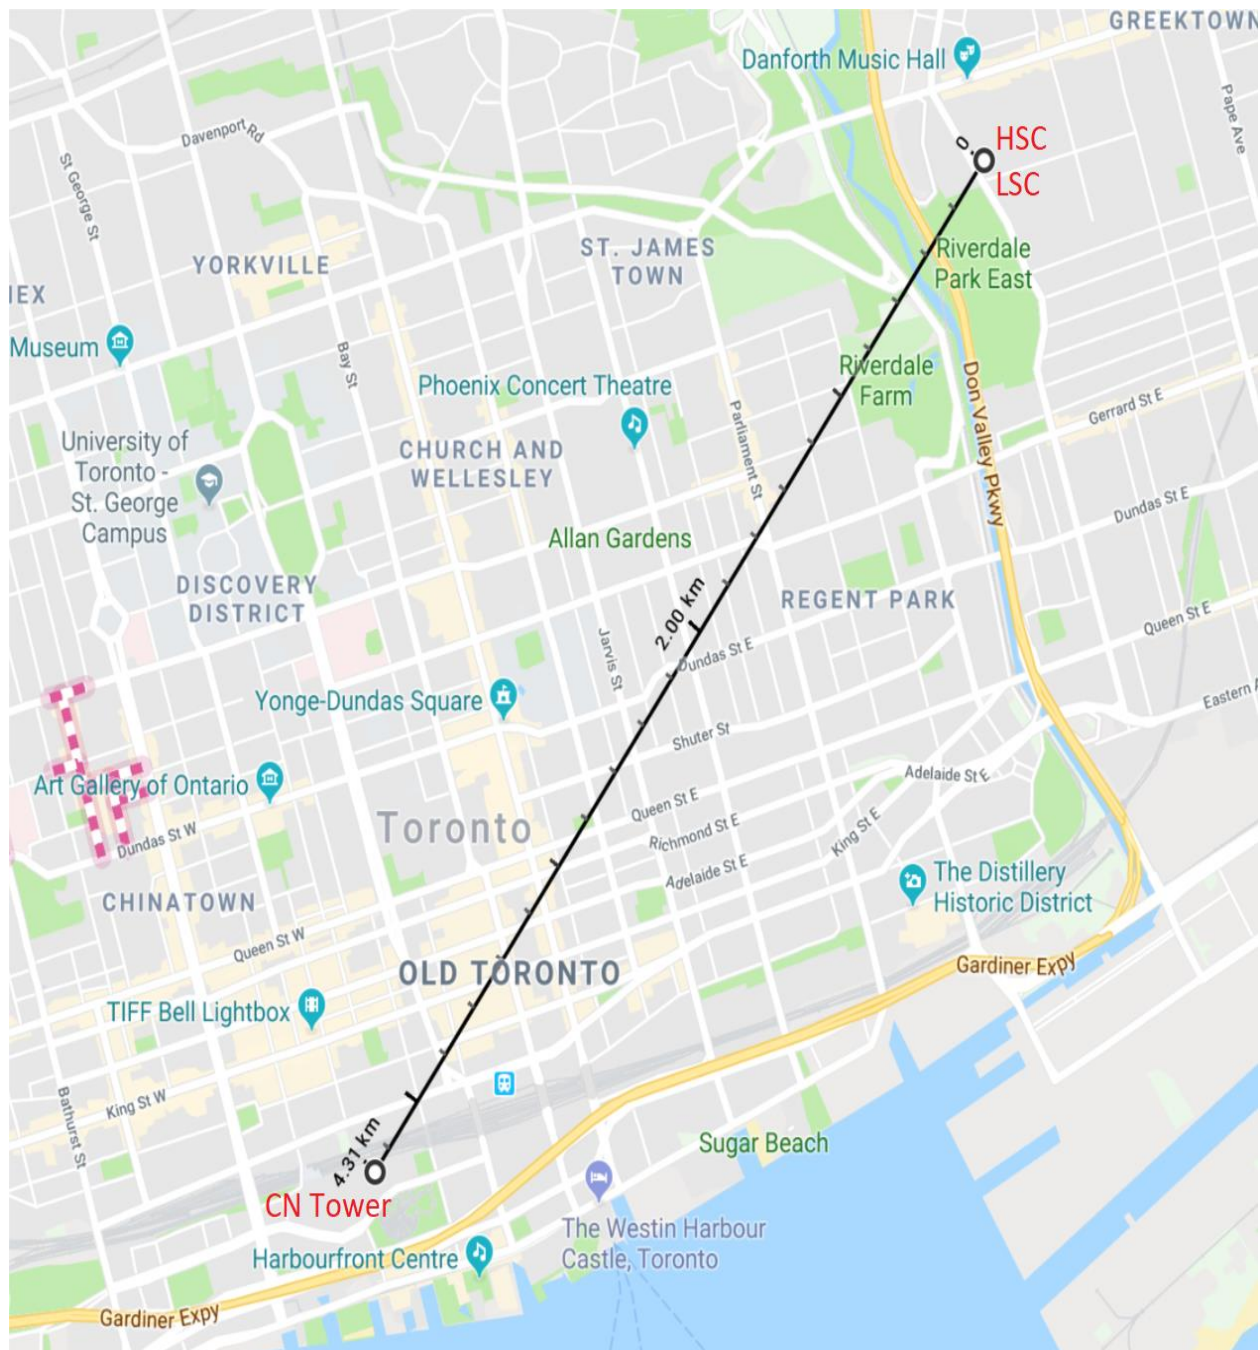 GREEKTOWN
Danforth Music Hall
Pape Ave
Davenport Rd
St George St
0.
HSC
LSC
YORKVILLE
ST. JAMES
TOWN
Riverdale
Park East
EX
Museum
Bay St
Phoenix Concert Theatre
Riverdale
Farm
Don Valley Pkwy
Parliament St
Gerrard St E
University of
Toronto -
St. George
Campus
CHURCH AND
WELLESLEY
Dundas St E
Allan Gardens
DISCOVERY
DISTRICT
2.00 km
REGENT PARK
Queen St E
Jarvis St
Dundas St E
Yonge-Dundas Square
Eastern A
Shuter St
Art Gallery of Ontario
Adelaide St E
Queen St E
Toronto
Richmond St E
King St E
Dundas St W
Adelaide St E
The Distillery
Historic District
CHINATOWN
Queen St W
OLD TORONTO
Gardiner Expy
TIFF Bell Lightbox
King St W
Bathurst St
4.31 km
Sugar Beach
CN Tower
The Westin Harbour
Castle, Toronto
Harbourfront Centre
Gardiner Expy